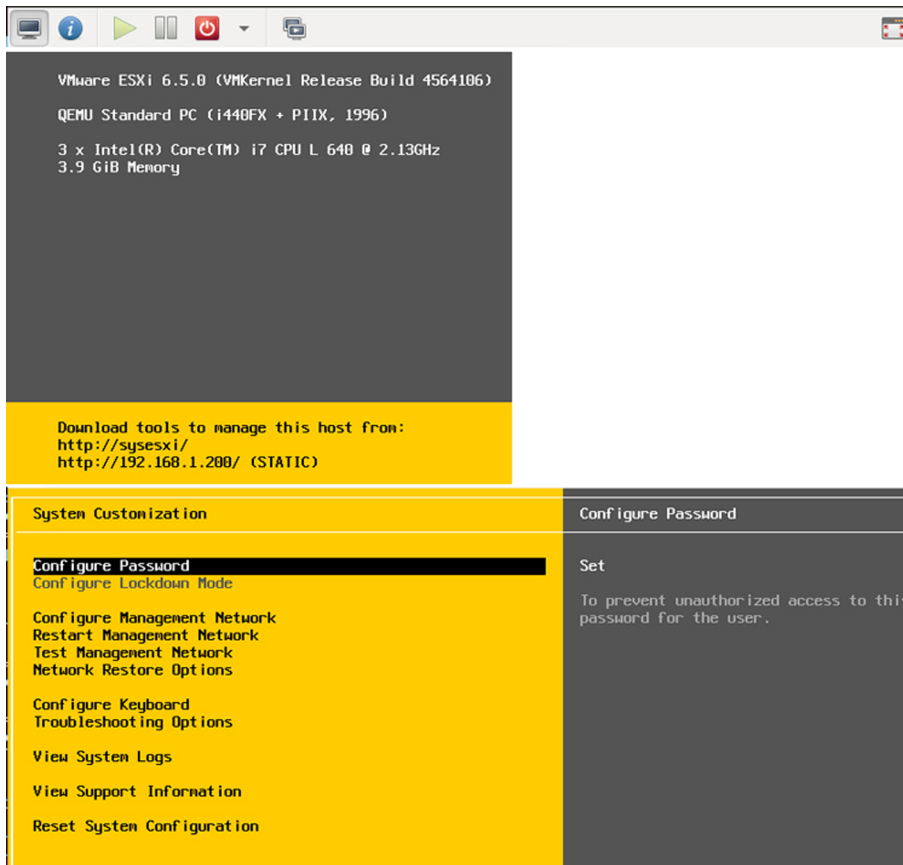 VMware ESXi 6.5.0 (VMKernel Release Build 4564106)
QEMU Standard PC (i440FX + PIIX, 1996)
3 x Intel(R) Core(TM) i7 CPU L 640 @ 2.13GHz
3.9 GiB Memory
Download tools to manage this host from:
http://sysesxi/
http://192.168.1.200/ (STATIC)
System Customization
Configure Password
Configure Lockdown Mode
Configure Management Network
Restart Management Network
Test Management Network
Network Restore Options
Configure Keyboard
Troubleshooting Options
View System Logs
View Support Information
Reset System Configuration
Configure Password
Set
To prevent unauthorized access to this
password for the user.